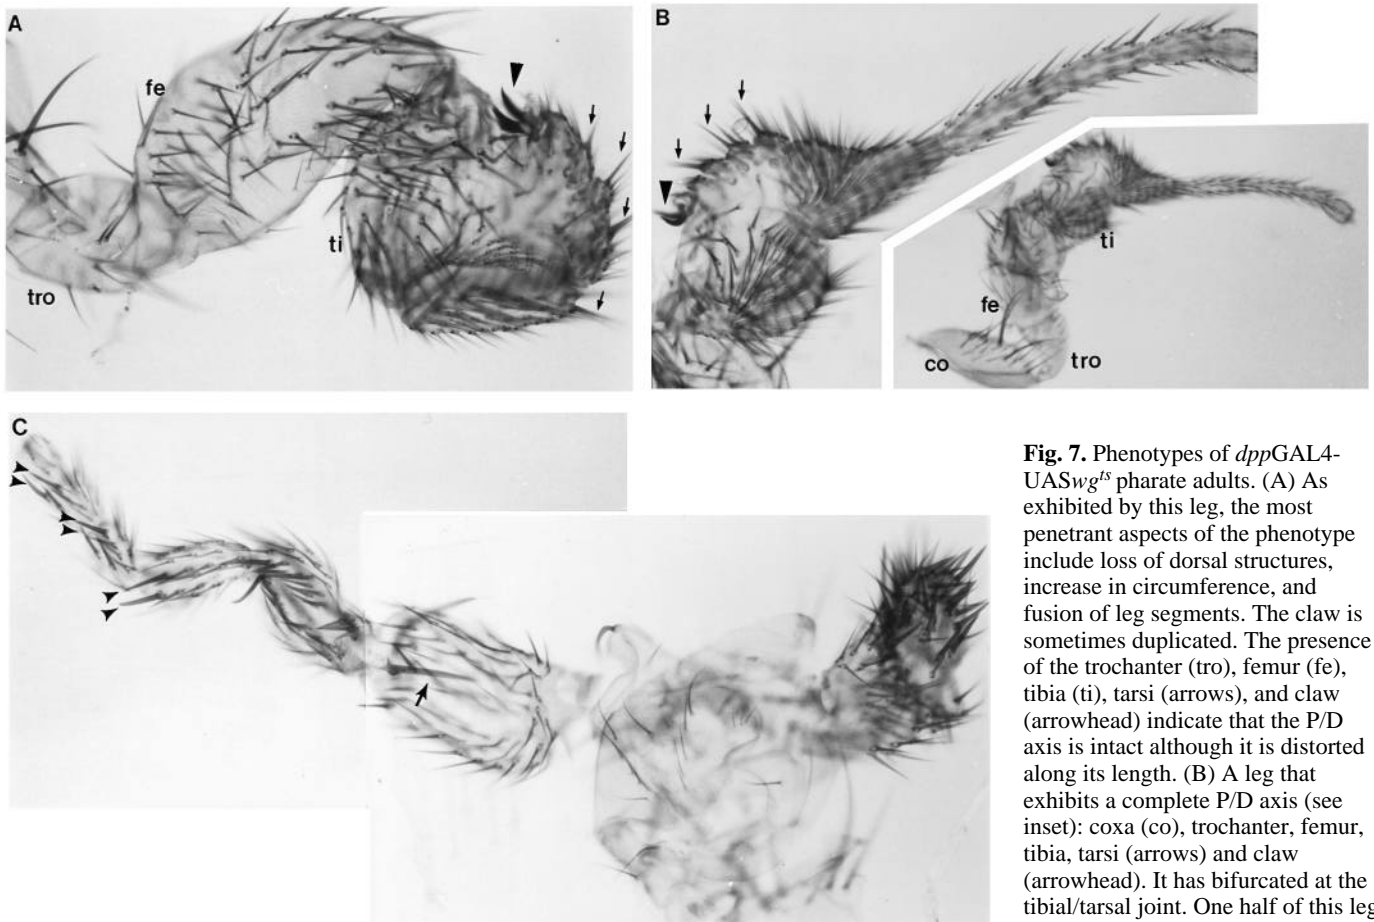 A
fe
ti
tro
B
ti
fe
co
tro
C
Fig. 7. Phenotypes of dppGAL4-
UASwgts pharate adults. (A) As
exhibited by this leg, the most
penetrant aspects of the phenotype
include loss of dorsal structures,
increase in circumference, and
fusion of leg segments. The claw is
sometimes duplicated. The presence
of the trochanter (tro), femur (fe),
tibia (ti), tarsi (arrows), and claw
(arrowhead) indicate that the P/D
axis is intact although it is distorted
along its length. (B) A leg that
exhibits a complete P/D axis (see
inset): coxa (co), trochanter, femur,
tibia, tarsi (arrows) and claw
(arrowhead). It has bifurcated at the
tibial/tarsal joint. One half of this leg